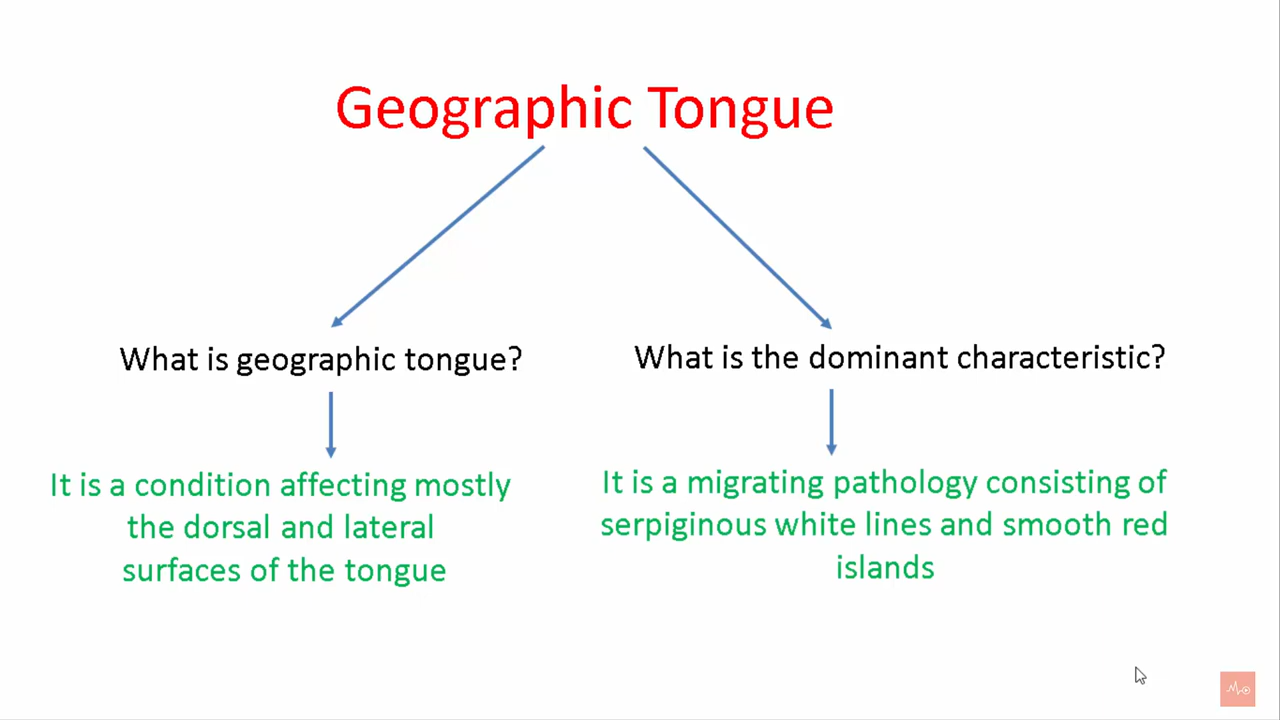 Geographic Tongue
What is geographic tongue?
It is a condition affecting mostly
the dorsal and lateral
surfaces of the tongue
What is the dominant characteristic?
It is a migrating pathology consisting of
serpiginous white lines and smooth red
islands